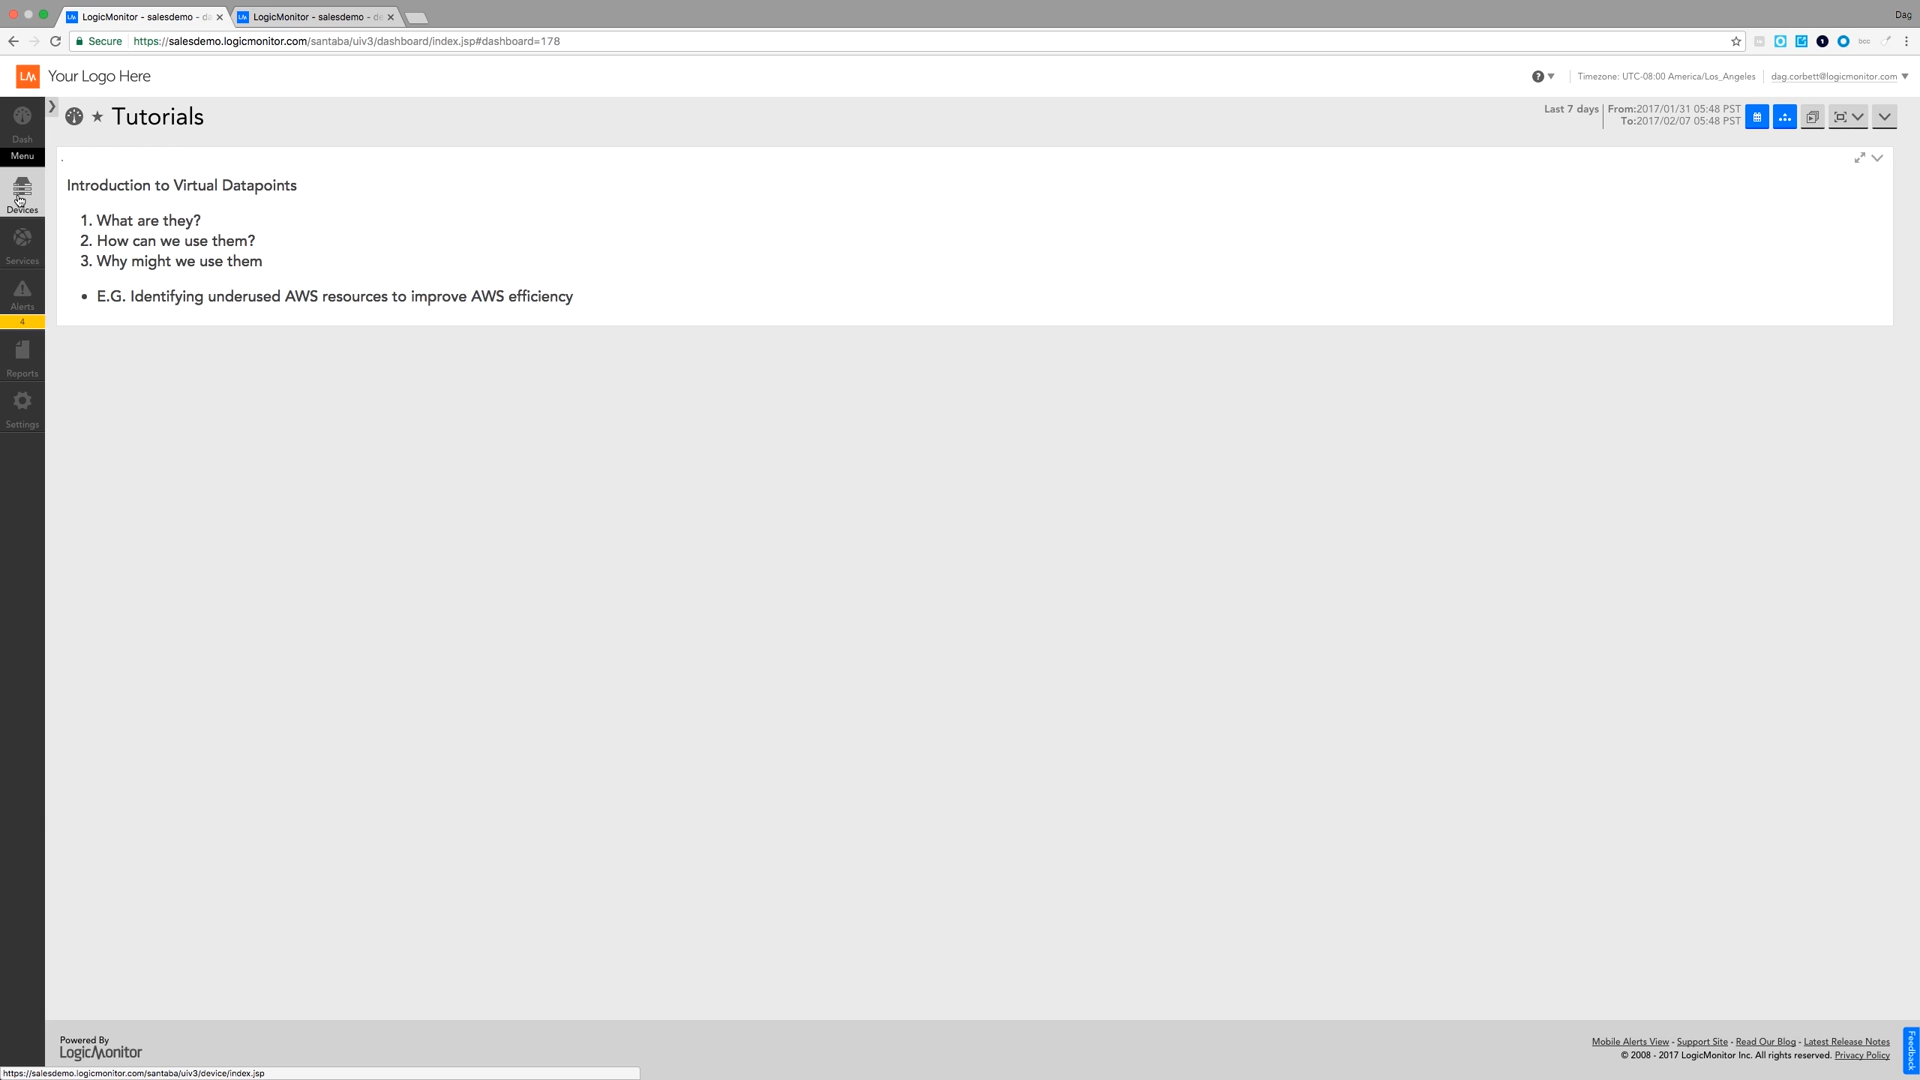 LogicMonitor - salesdemo - da
LogicMonitor - salesdemo - de
Dag
Secure
https://salesdemo.logicmonitor.com/santaba/uiv3/dashboard/index.jsp#dashboard=178
LM Your Logo Here
Timezone: UTC-08:00 America/Los_Angeles
dag.corbett@logicmonitor.com
Dash
Menu
Devices
Services
Alerts
4
Reports
Settings
Tutorials
Last 7 days
From:2017/01/31 05:48 PST
To:2017/02/07 05:48 PST
.
Introduction to Virtual Datapoints
1. What are they?
2. How can we use them?
3. Why might we use them
• E.G. Identifying underused AWS resources to improve AWS efficiency
Powered By
LogicMonitor
Mobile Alerts View - Support Site - Read Our Blog - Latest Release Notes
© 2008 - 2017 LogicMonitor Inc. All rights reserved. Privacy Policy
Feedback
https://salesdemo.logicmonitor.com/santaba/uiv3/device/index.jsp